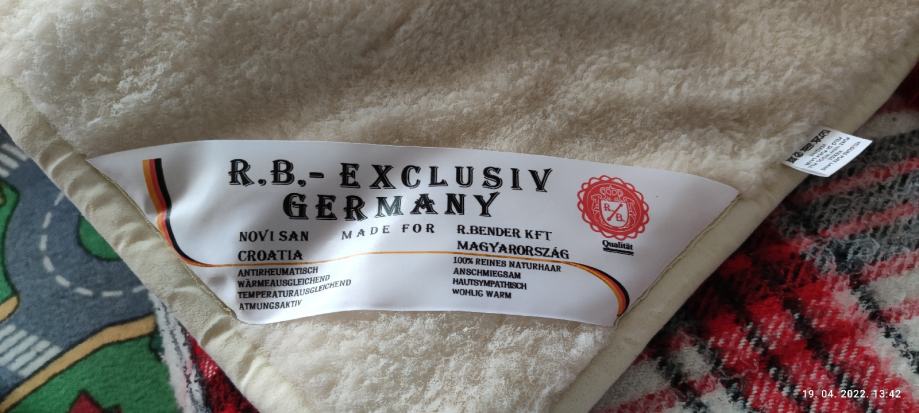 R.B.- EXCLUSIV
GERMANY
MADE FOR
NOVI SAN
CROATIA
R.BENDER KFT
MAGYARORSZÁG
ANTIRHEUMATISCH
WÄRMEAUSGLEICHEND
TEMPERATURAUSGLEICHEND
ATMUNGSAKTIV
100% REINES NATURHAAR
ANSCHMIEGSAM
HAUTSYMPATHISCH
WOHLIG WARM
R.
B.
Qualität
19. 04. 2022. 13:42